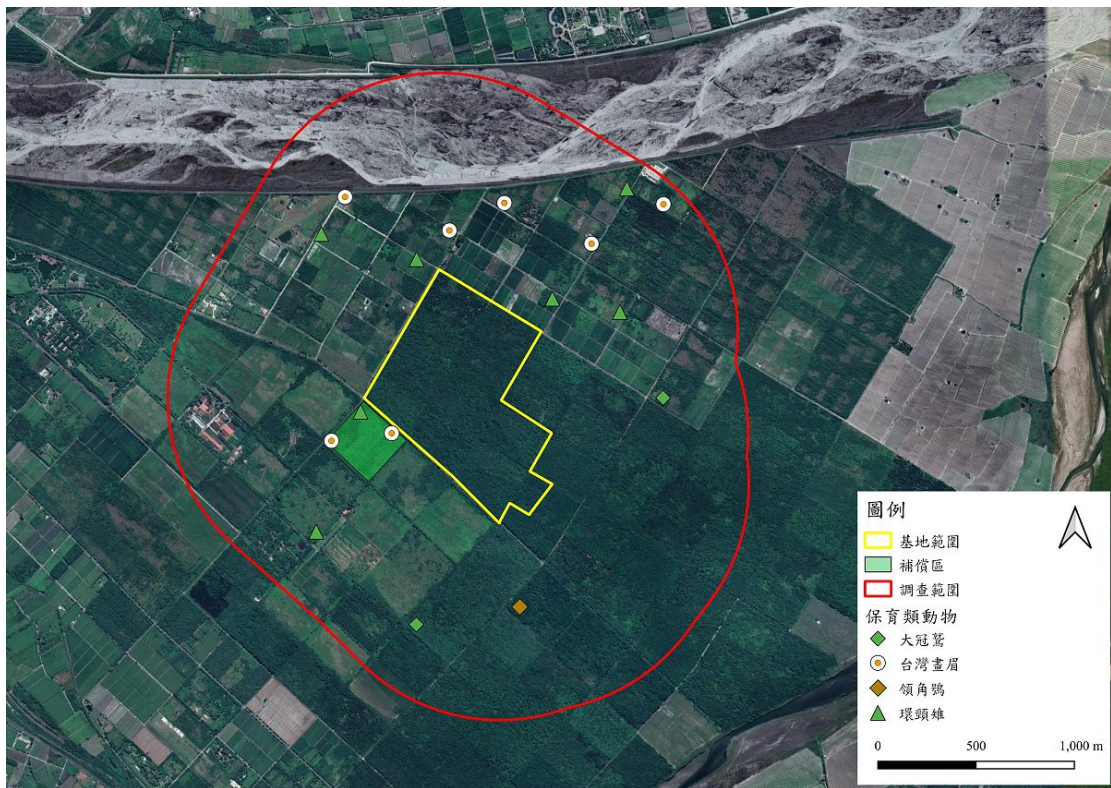 圖例
基地範圍
補償區
調查範圍
保育類動物
大冠鷲
台灣畫眉
領角鴞
環頸雉
0 500 1,000 m